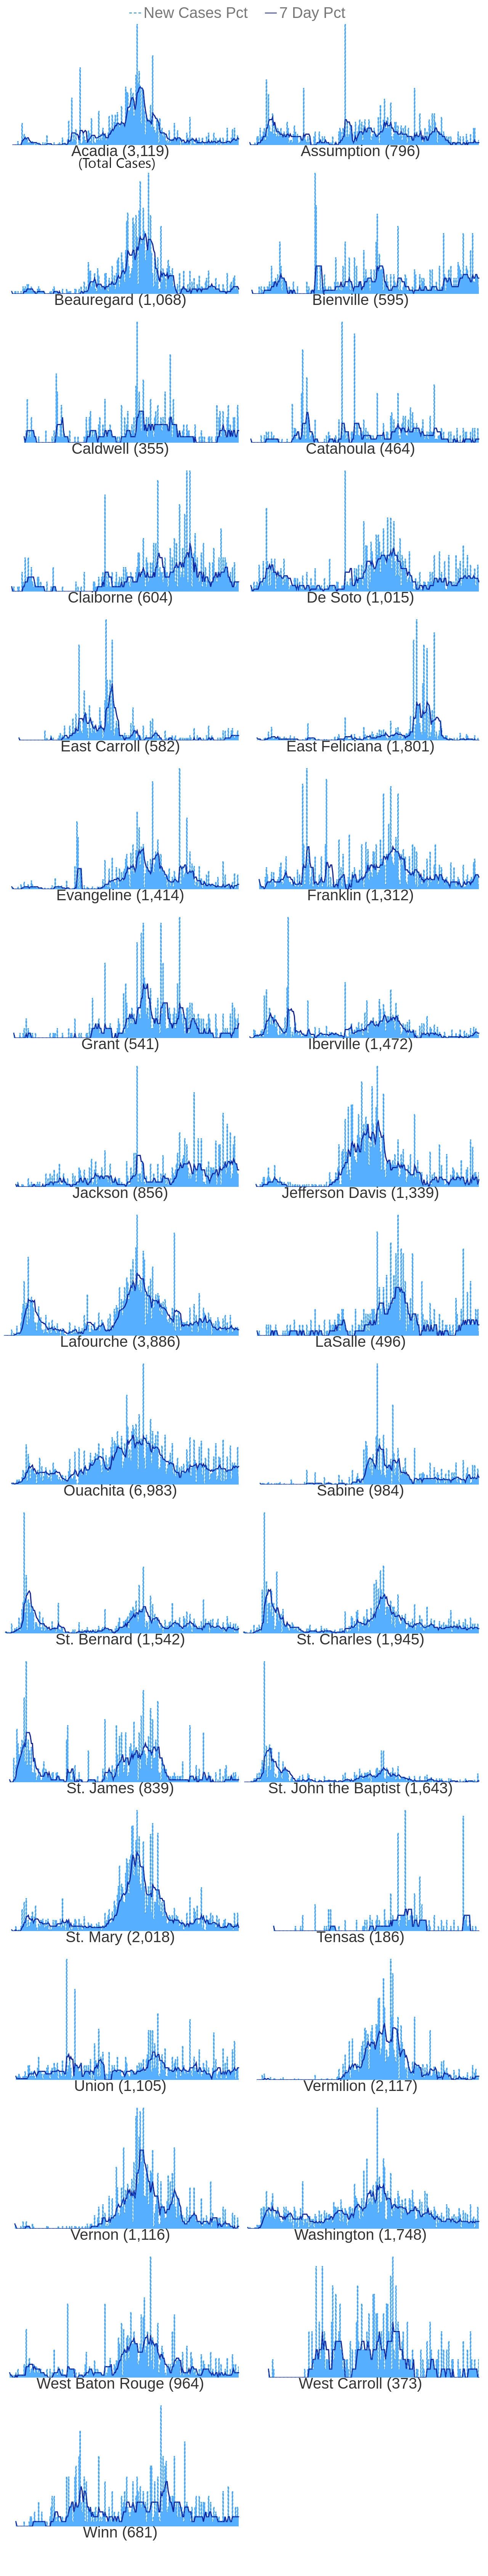 New Cases Pct 7 Day Pct
Acadia (3,119) Assumption (796)
(Total Cases)
Beauregard (1,068) Bienville (595)
Caldwell (355) Catahoula (464)
Claiborne (604) De Soto (1,015)
East Carroll (582) East Feliciana (1,801)
Evangeline (1,414) Franklin (1,312)
Grant (541) Iberville (1,472)
Jackson (856) Jefferson Davis (1,339)
Lafourche (3,886) LaSalle (496)
Ouachita (6,983) Sabine (984)
St. Bernard (1,542) St. Charles (1,945)
St. James (839) St. John the Baptist (1,643)
St. Mary (2,018) Tensas (186)
Union (1,105) Vermilion (2,117)
Vernon (1,116) Washington (1,748)
West Baton Rouge (964) West Carroll (373)
Winn (681)